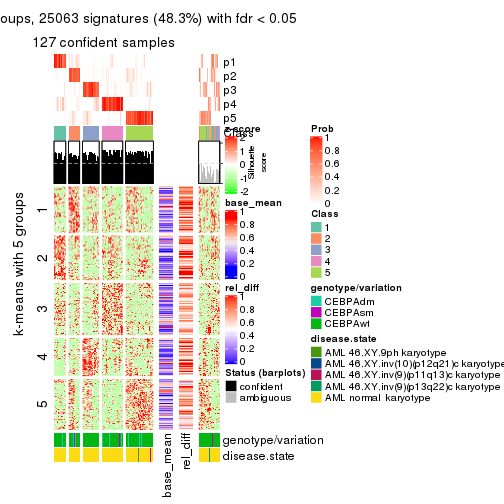 oups, 25063 signatures (48.3%) with fdr < 0.05
127 confident samples
p1
p2
p3
p4
p5
Class
z-score
2
0
-2
Silhouette
score
1
0.5
0
k-means with 5 groups
1
2
3
4
5
base_mean
1
0.8
0.6
0.4
0.2
0
rel_diff
1
0.8
0.6
0.4
0.2
0
Status (barplots)
confident
ambiguous
Prob
1
0.8
0.6
0.4
0.2
0
Class
1
2
3
4
5
genotype/variation
CEBPAdm
CEBPAsm
CEBPAwt
disease.state
AML 46.XY.9ph karyotype
AML 46.XY.inv(10)(p12q21)c karyotype
AML 46.XY.inv(9)(p11q13)c karyotype
AML 46.XY.inv(9)(p13q22)c karyotype
AML normal karyotype
genotype/variation
disease.state
base_mean
rel_diff